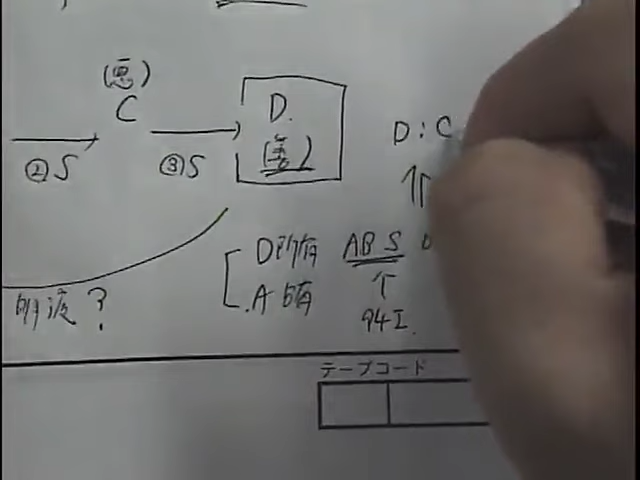 (悪)
C
D.
(善)
②S
③S
D:C
D所有 ABS
A占有 ↑
94Ⅰ.
明渡?
テープコード